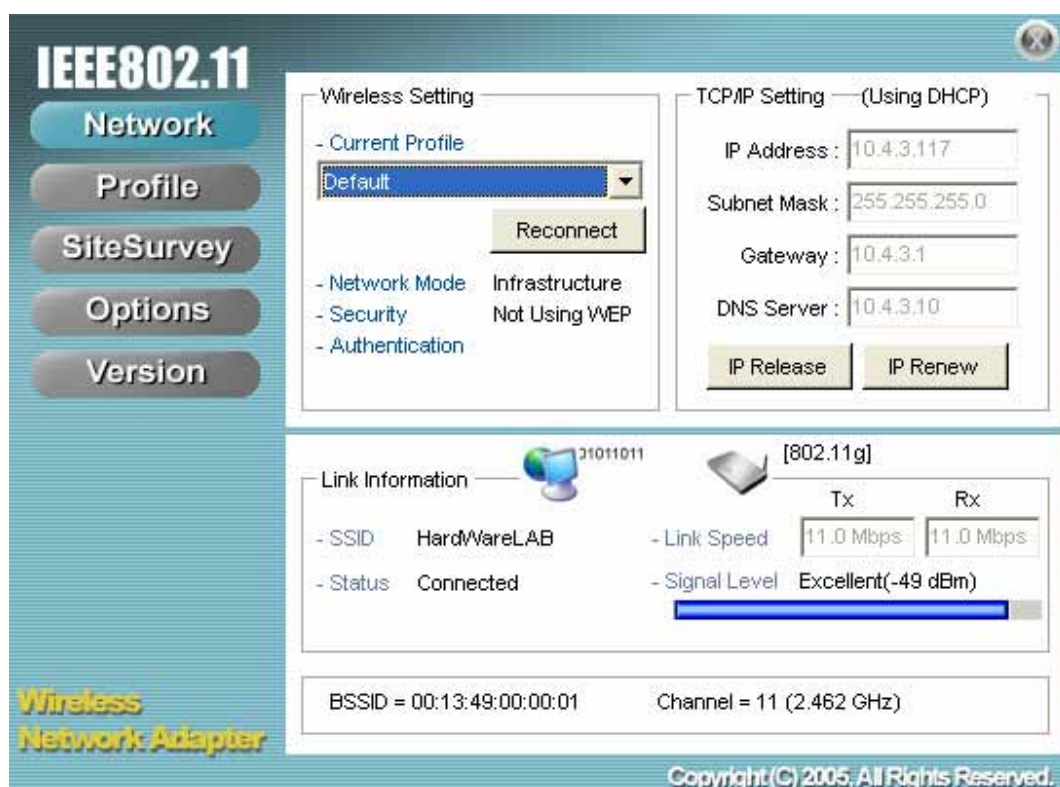 IEEE802.11
Network
Profile
SiteSurvey
Options
Version
Wireless Setting
- Current Profile
Default
Reconnect
- Network Mode Infrastructure
- Security Not Using WEP
- Authentication
TCP/IP Setting (Using DHCP)
IP Address : 10.4.3.117
Subnet Mask : 255.255.255.0
Gateway : 10.4.3.1
DNS Server : 10.4.3.10
IP Release IP Renew
Link Information
01011011
[802.11g]
Tx Rx
- SSID HardWareLAB
- Link Speed 11.0 Mbps 11.0 Mbps
- Status Connected
- Signal Level Excellent(-49 dBm)
BSSID = 00:13:49:00:00:01 Channel = 11 (2.462 GHz)
Wireless
Network Adapter
Copyright (C) 2005. All Rights Reserved.